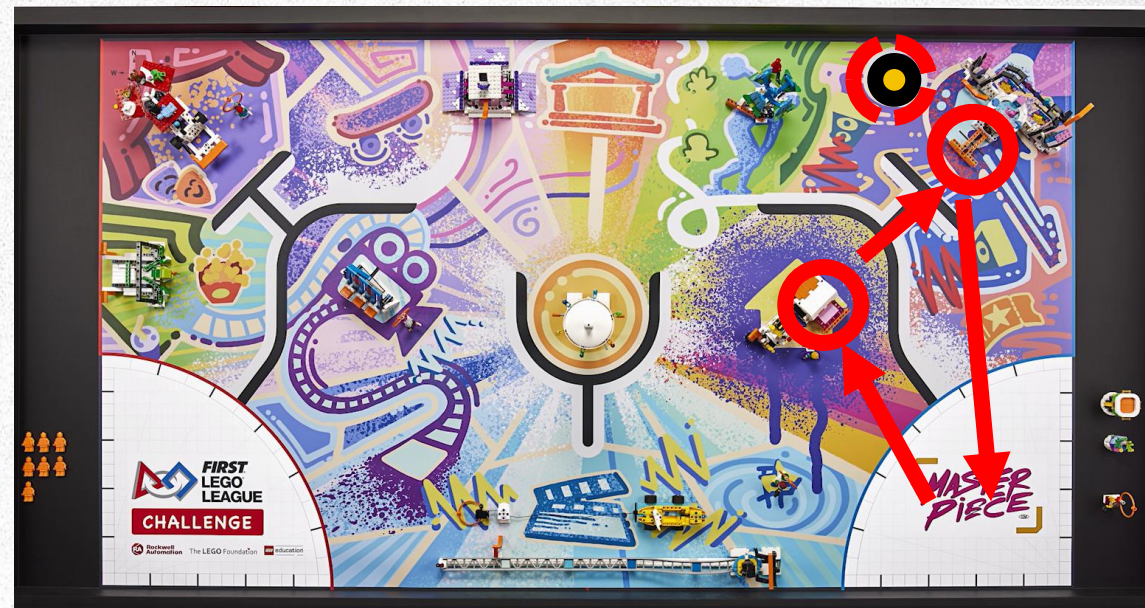 FIRST
LEGO
LEAGUE
CHALLENGE
Rockwell
Automation
The LEGO Foundation
education
MASTER
PIECE
N
W